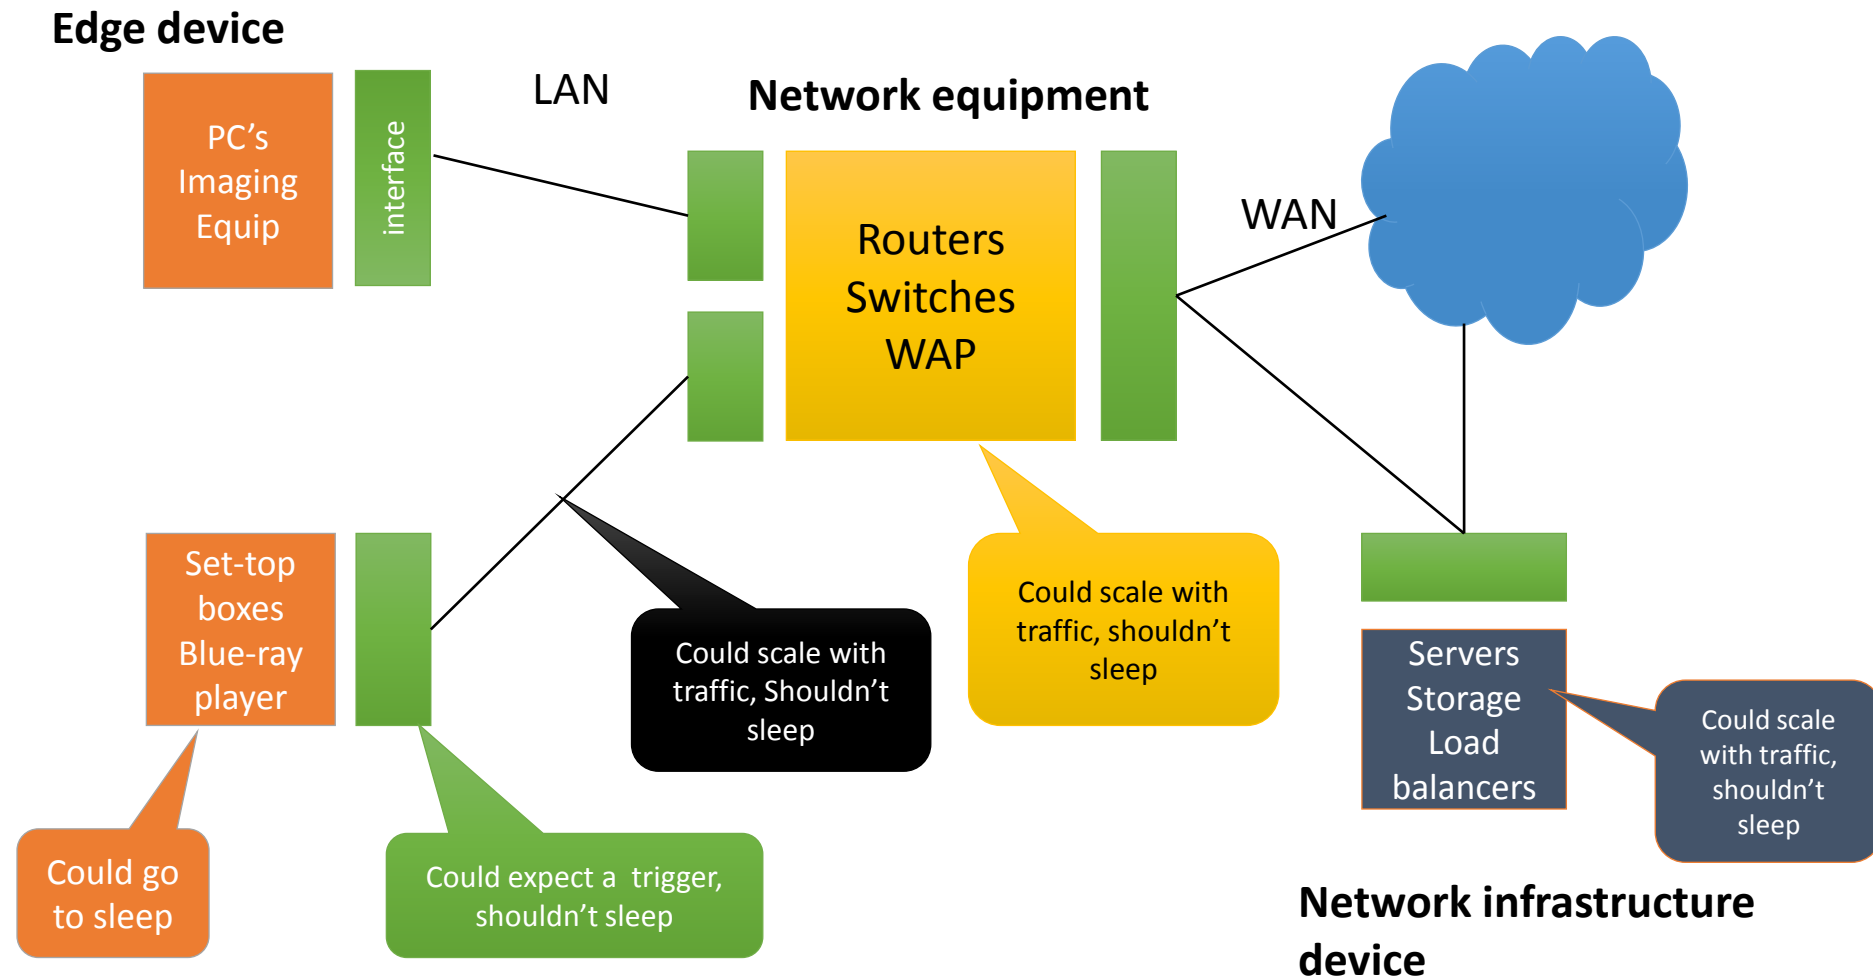 Edge device
PC's
Imaging
Equip
interface
LAN
Network equipment
Routers
Switches
WAP
WAN
Set-top
boxes
Blue-ray
player
Could go
to sleep
Could expect a trigger,
shouldn't sleep
Could scale with
traffic, Shouldn't
sleep
Could scale with
traffic, shouldn't
sleep
Servers
Storage
Load
balancers
Could scale
with traffic,
shouldn't
sleep
Network infrastructure
device